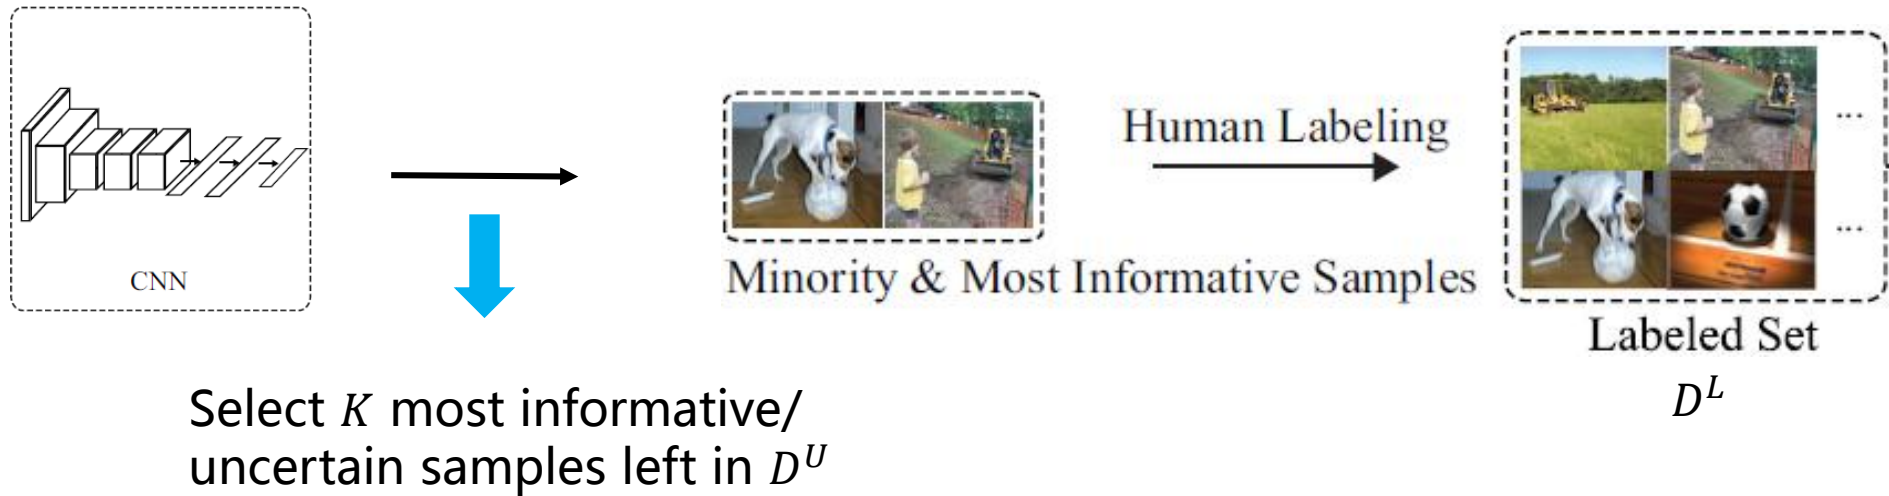 CNN
Human Labeling
Minority & Most Informative Samples
...
...
Labeled Set
D^L
Select K most informative/
uncertain samples left in D^U